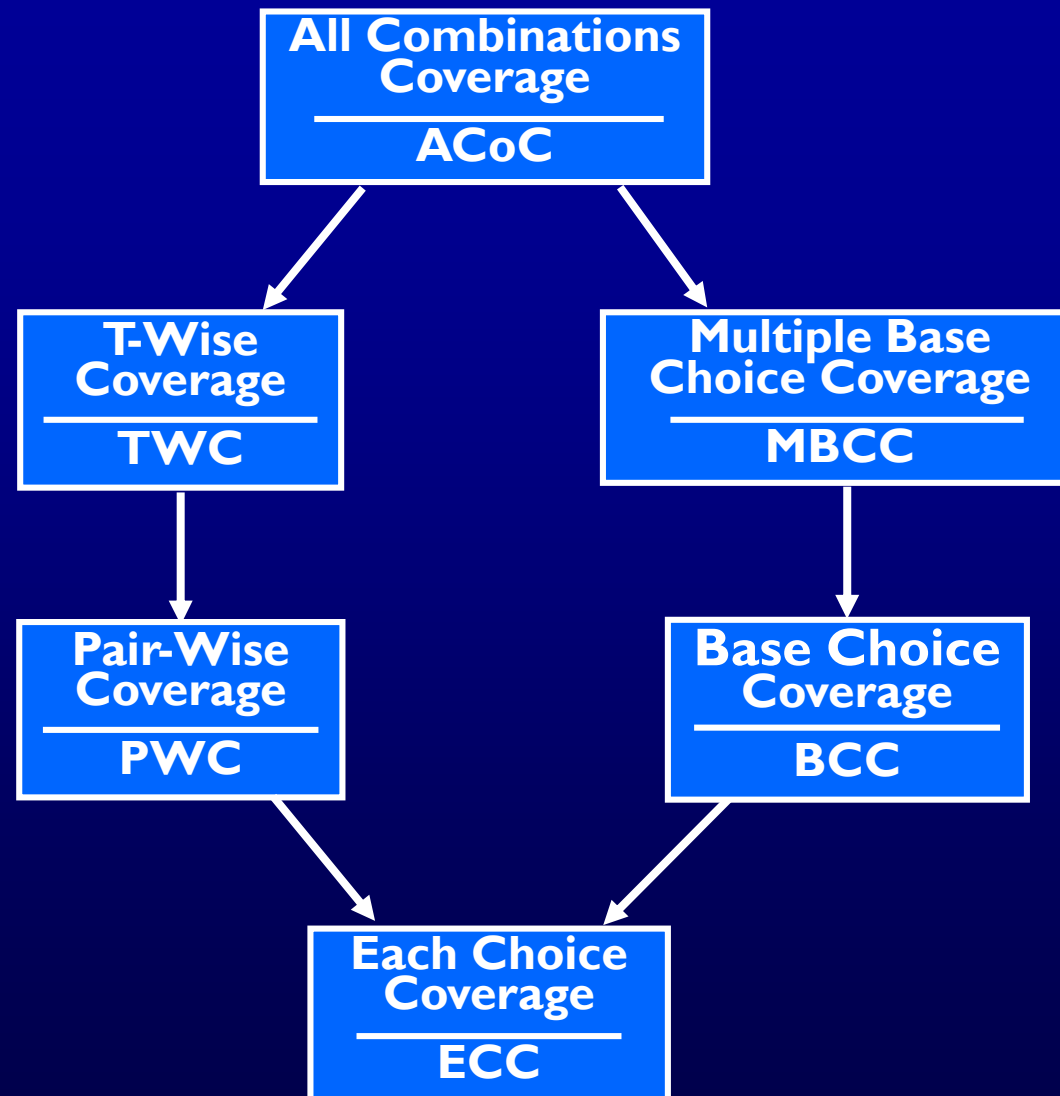 All Combinations
Coverage
ACoC
T-Wise
Coverage
TWC
Multiple Base
Choice Coverage
MBCC
Pair-Wise
Coverage
PWC
Base Choice
Coverage
BCC
Each Choice
Coverage
ECC